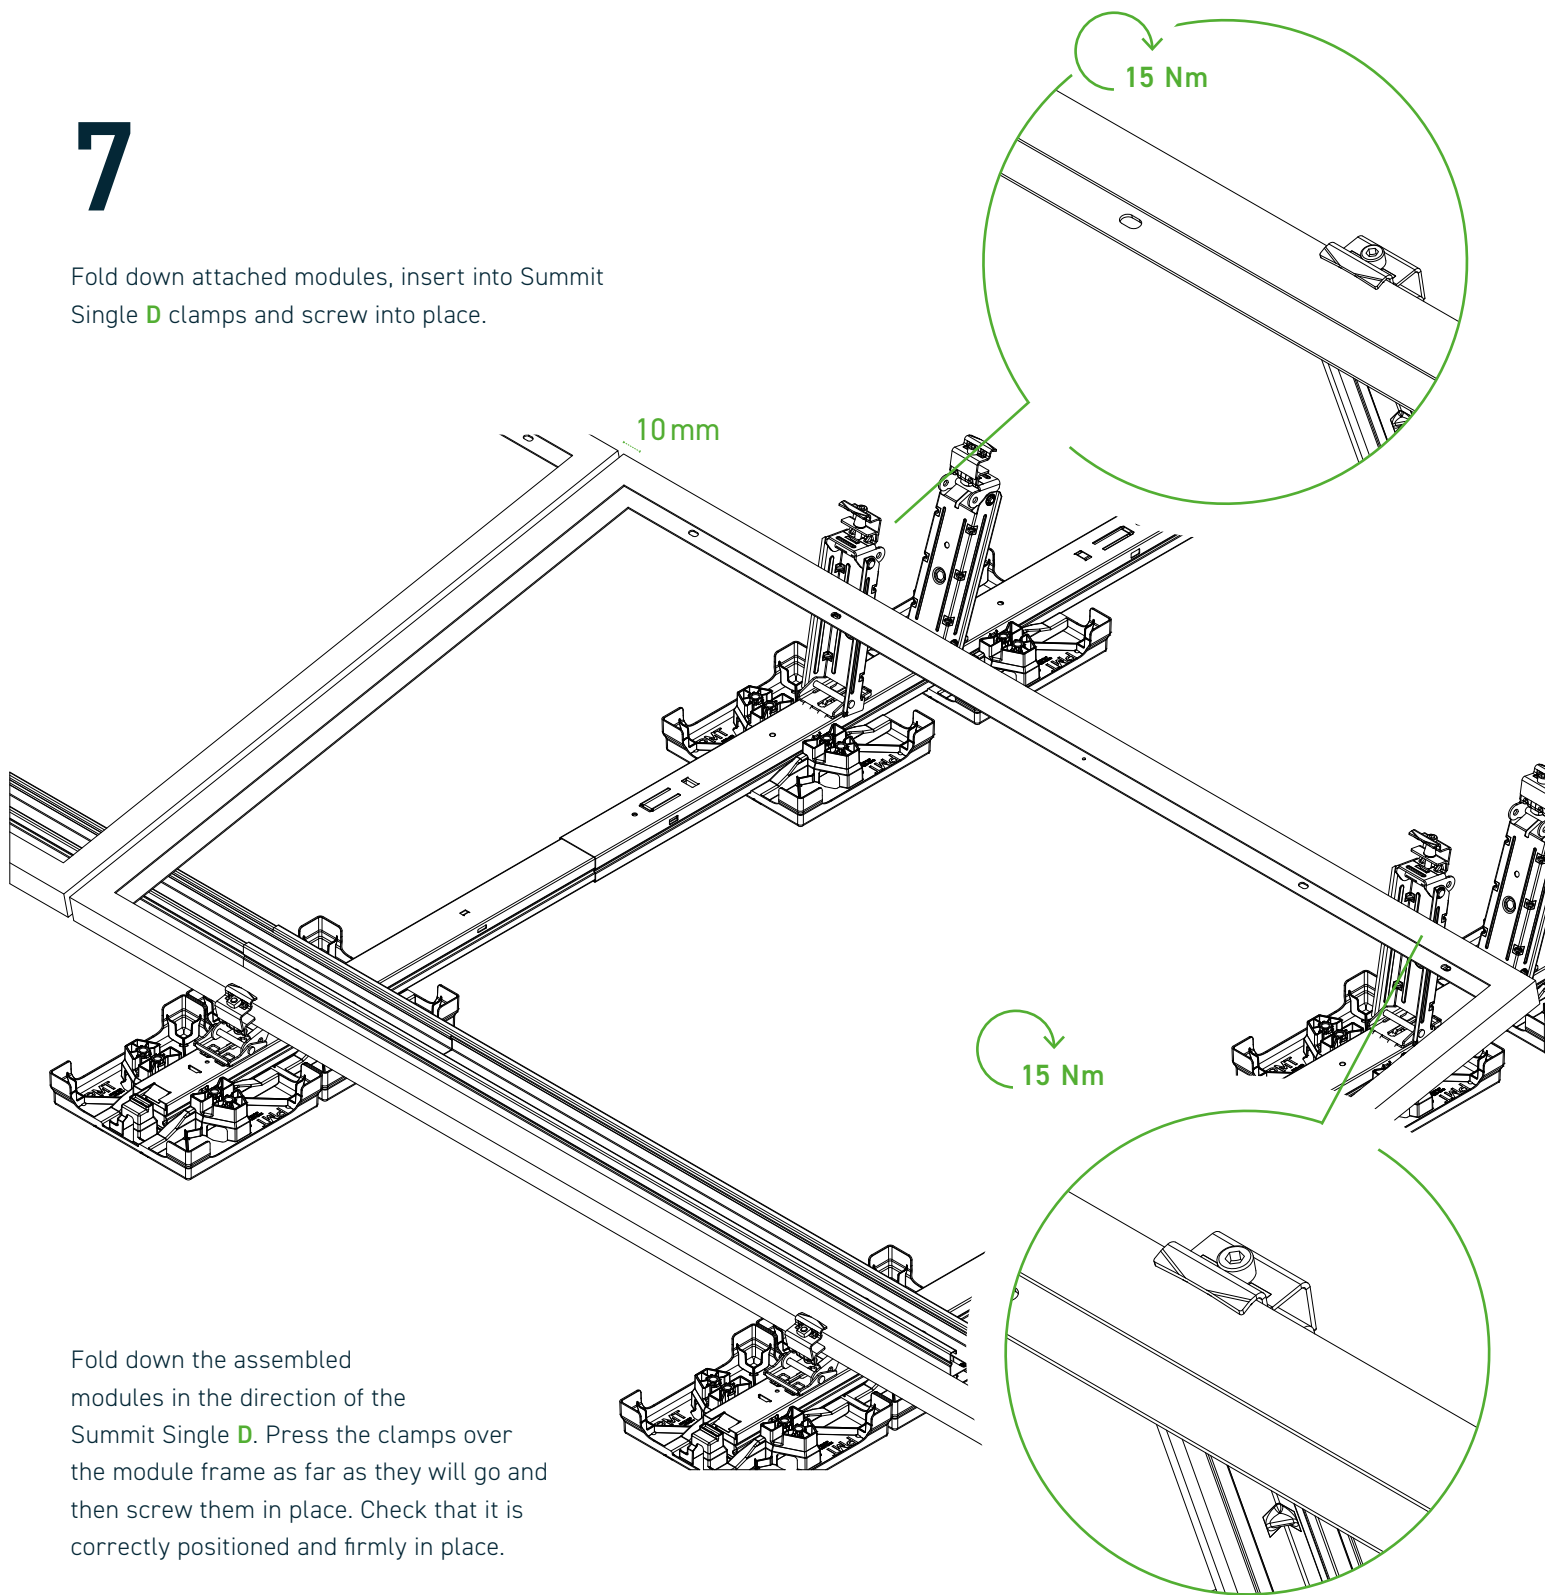 15 Nm
7
Fold down attached modules, insert into Summit
Single D clamps and screw into place.
10 mm
15 Nm
Fold down the assembled
modules in the direction of the
Summit Single D. Press the clamps over
the module frame as far as they will go and
then screw them in place. Check that it is
correctly positioned and firmly in place.